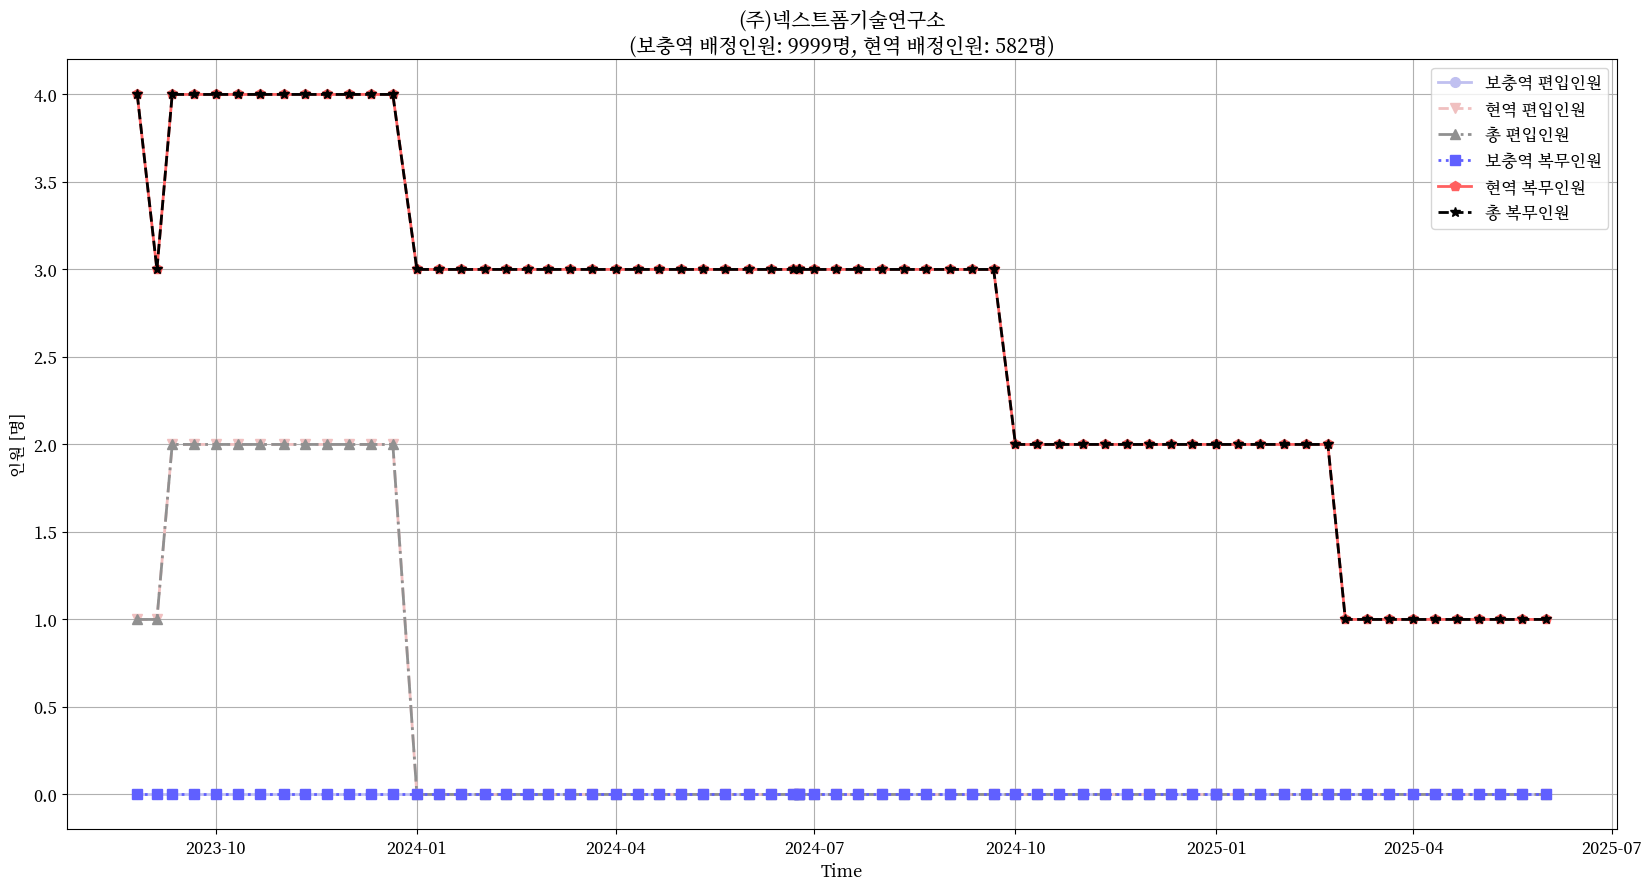 (주)넥스트폼기술연구소
(보충역 배정인원: 9999명, 현역 배정인원: 582명)
보충역 편입인원
현역 편입인원
총 편입인원
보충역 복무인원
현역 복무인원
총 복무인원
인원 [명]
4.0
3.5
3.0
2.5
2.0
1.5
1.0
0.5
0.0
2023-10
2024-01
2024-04
2024-07
2024-10
2025-01
2025-04
2025-07
Time